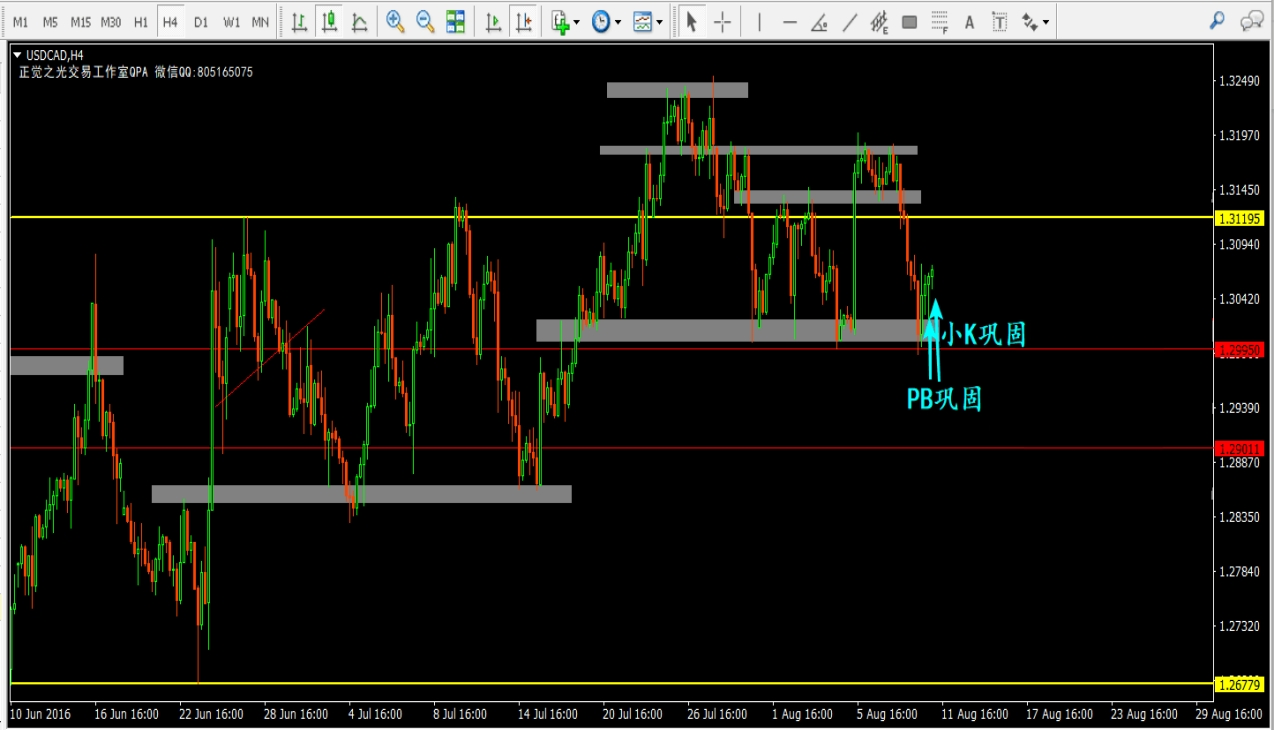 M1 M5 M15 M30 H1 H4 D1 W1 MN
USDCAD,H4
正觉之光交易工作室QPA 微信QQ:805165075
1.32490
1.31970
1.31450
1.31195
1.30940
1.30420
小K巩固
1.29950
PB巩固
1.29390
1.29011
1.28870
1.28350
1.27840
1.27320
1.26779
10 Jun 2016 16 Jun 16:00 22 Jun 16:00 28 Jun 16:00 4 Jul 16:00 8 Jul 16:00 14 Jul 16:00 20 Jul 16:00 26 Jul 16:00 1 Aug 16:00 5 Aug 16:00 11 Aug 16:00 17 Aug 16:00 23 Aug 16:00 29 Aug 16:00